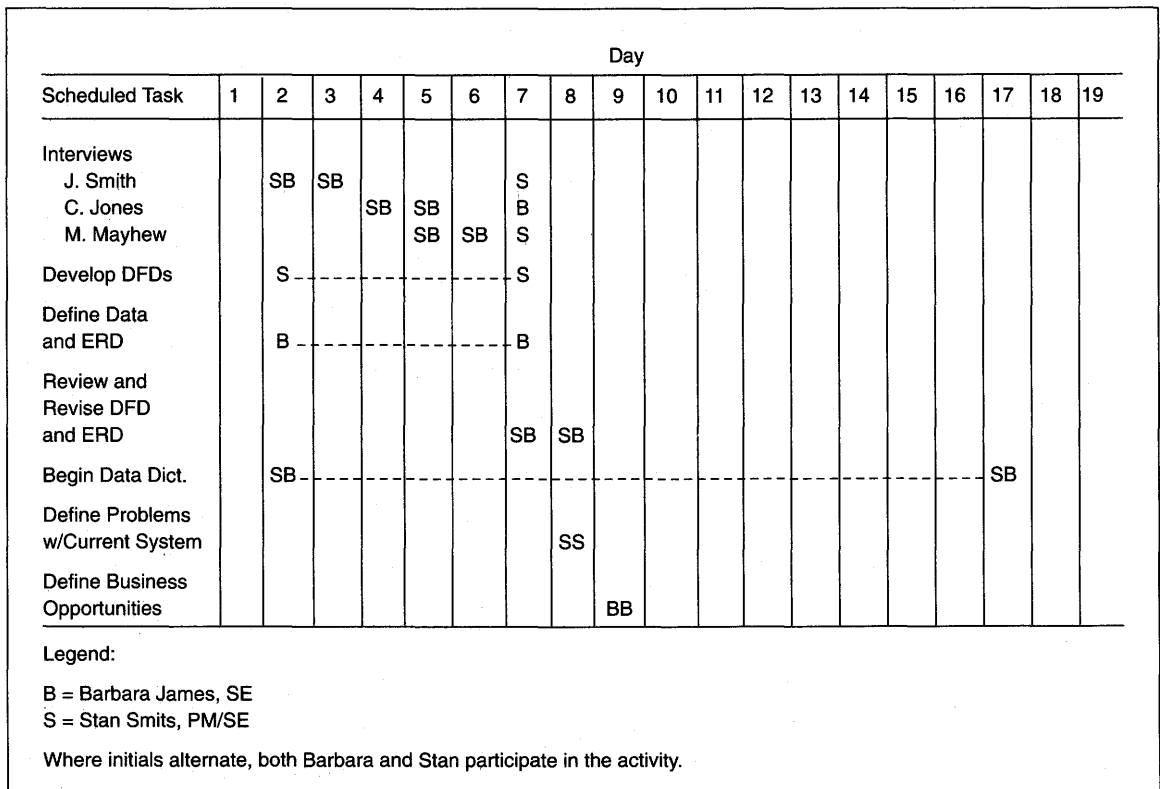 Day
Scheduled Task 1 2 3 4 5 6 7 8 9 10 11 12 13 14 15 16 17 18 19
Interviews
J. Smith SB SB S
C. Jones SB SB B
M. Mayhew SB SB S
Develop DFDs S S
Define Data
and ERD B B
Review and
Revise DFD
and ERD SB SB
Begin Data Dict. SB SB
Define Problems
w/Current System SS
Define Business
Opportunities BB
Legend:
B = Barbara James, SE
S = Stan Smits, PM/SE
Where initials alternate, both Barbara and Stan participate in the activity.